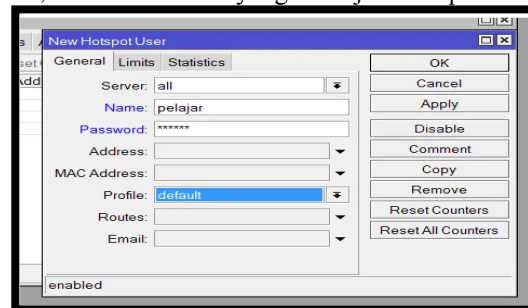 New Hotspot User
General Limits Statistics
Server: all
Name: pelajar
Password: ******
Address:
MAC Address:
Profile: default
Routes:
Email:
OK
Cancel
Apply
Disable
Comment
Copy
Remove
Reset Counters
Reset All Counters
enabled